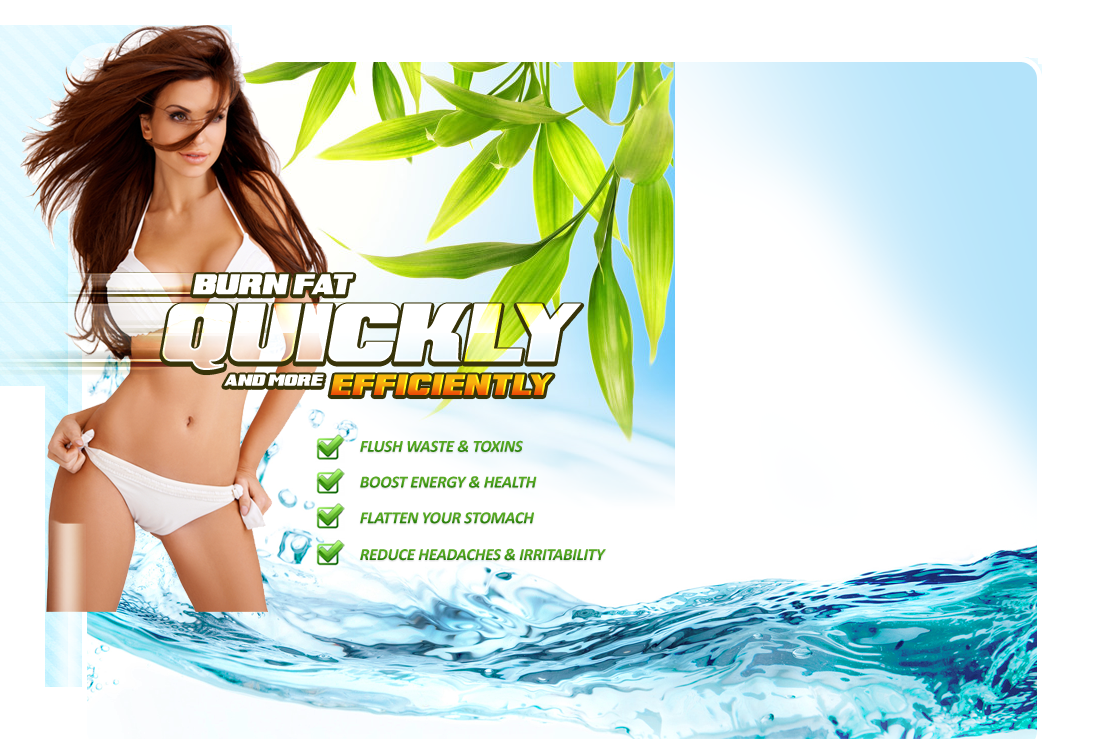 BURN FAT
QUICKLY
AND MORE EFFICIENTLY
FLUSH WASTE & TOXINS
BOOST ENERGY & HEALTH
FLATTEN YOUR STOMACH
REDUCE HEADACHES & IRRITABILITY